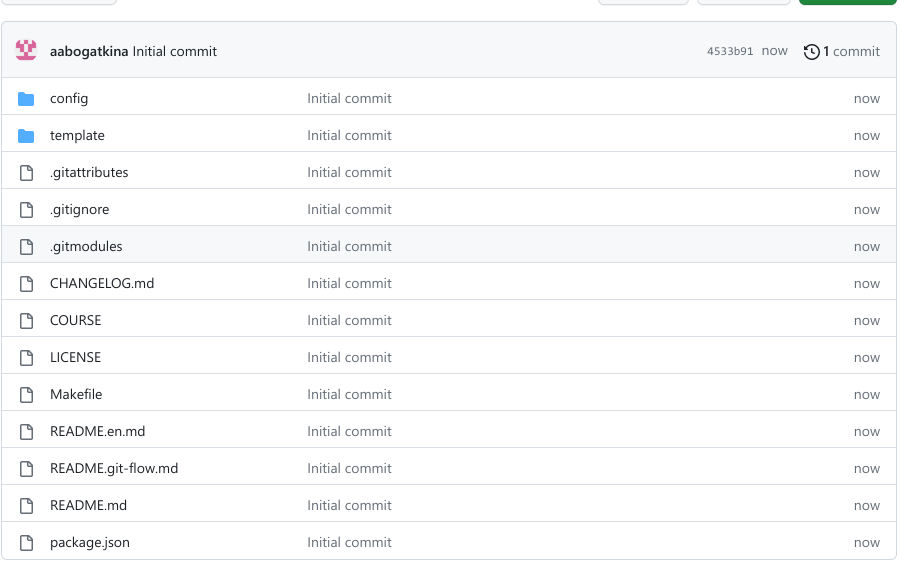 aabogatkina Initial commit 4533b91 now 1 commit
config Initial commit now
template Initial commit now
.gitattributes Initial commit now
.gitignore Initial commit now
.gitmodules Initial commit now
CHANGELOG.md Initial commit now
COURSE Initial commit now
LICENSE Initial commit now
Makefile Initial commit now
README.en.md Initial commit now
README.git-flow.md Initial commit now
README.md Initial commit now
package.json Initial commit now